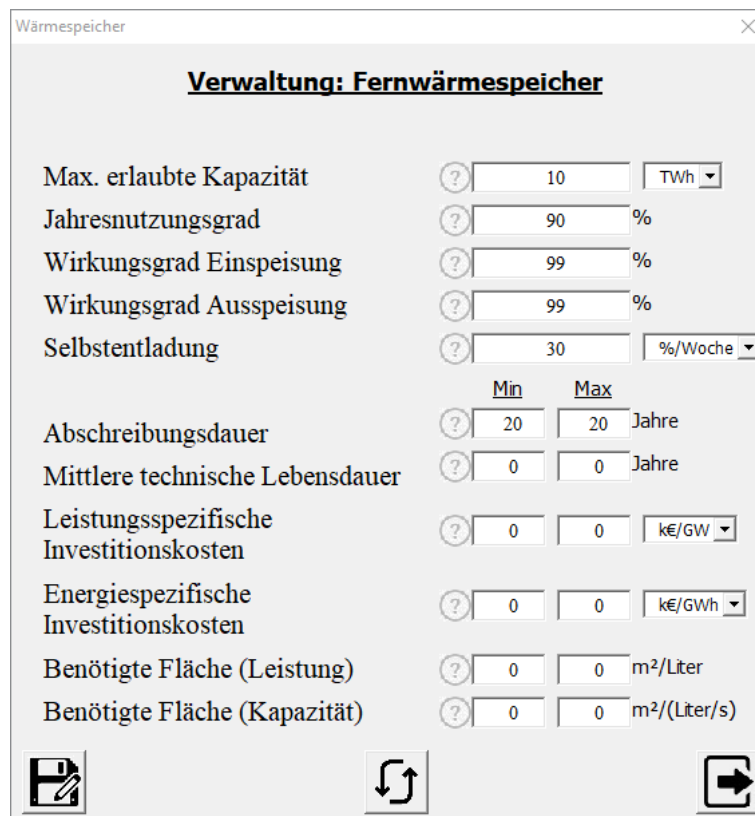 Wärmespeicher
Verwaltung: Fernwärmespeicher
Max. erlaubte Kapazität ? 10 TWh
Jahresnutzungsgrad ? 90 %
Wirkungsgrad Einspeisung ? 99 %
Wirkungsgrad Ausspeisung ? 99 %
Selbstentladung ? 30 %/Woche
Min Max
Abschreibungsdauer ? 20 20 Jahre
Mittlere technische Lebensdauer ? 0 0 Jahre
Leistungsspezifische
Investitionskosten ? 0 0 k€/GW
Energiespezifische
Investitionskosten ? 0 0 k€/GWh
Benötigte Fläche (Leistung) ? 0 0 m²/Liter
Benötigte Fläche (Kapazität) ? 0 0 m²/(Liter/s)